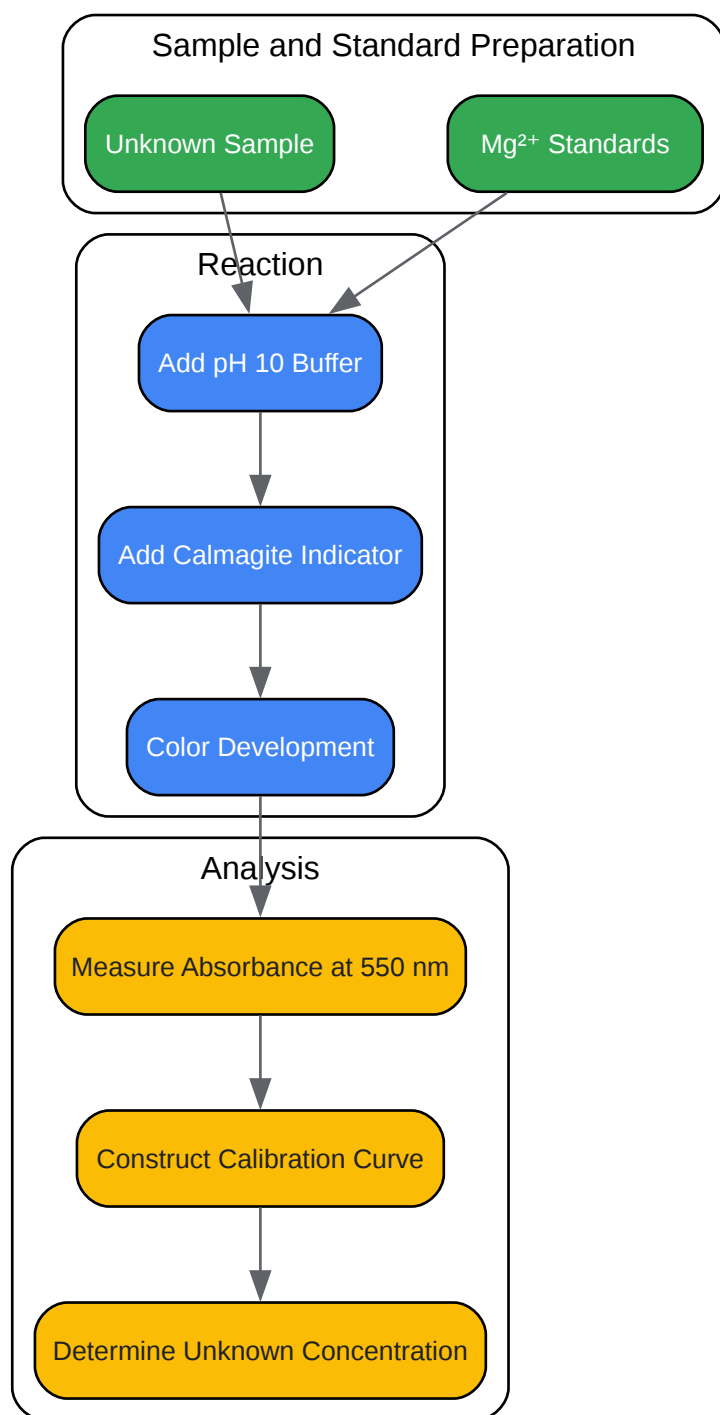 Sample and Standard Preparation
Unknown Sample
Mg²⁺ Standards
Reaction
Add pH 10 Buffer
Add Calmagite Indicator
Color Development
Analysis
Measure Absorbance at 550 nm
Construct Calibration Curve
Determine Unknown Concentration